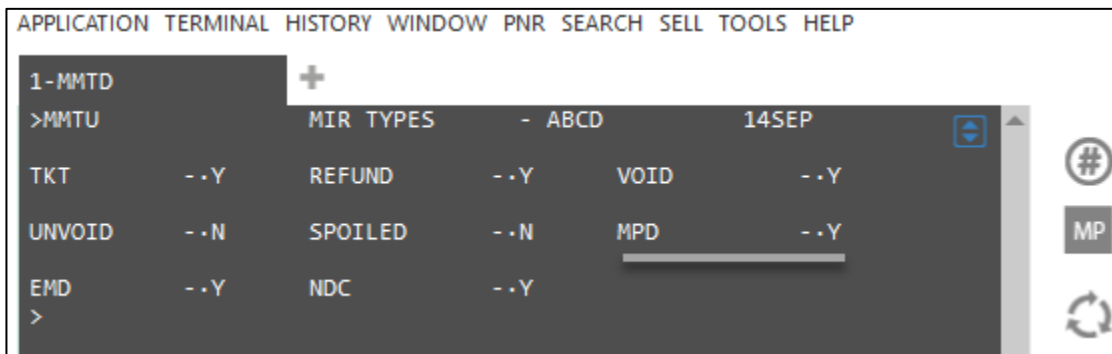 APPLICATION TERMINAL HISTORY WINDOW PNR SEARCH SELL TOOLS HELP
1-MMTD +
>MMTU MIR TYPES - ABCD 14SEP
TKT -·Y REFUND -·Y VOID -·Y
UNVOID -·N SPOILED -·N MPD -·Y
EMD -·Y NDC -·Y
>
#
MP